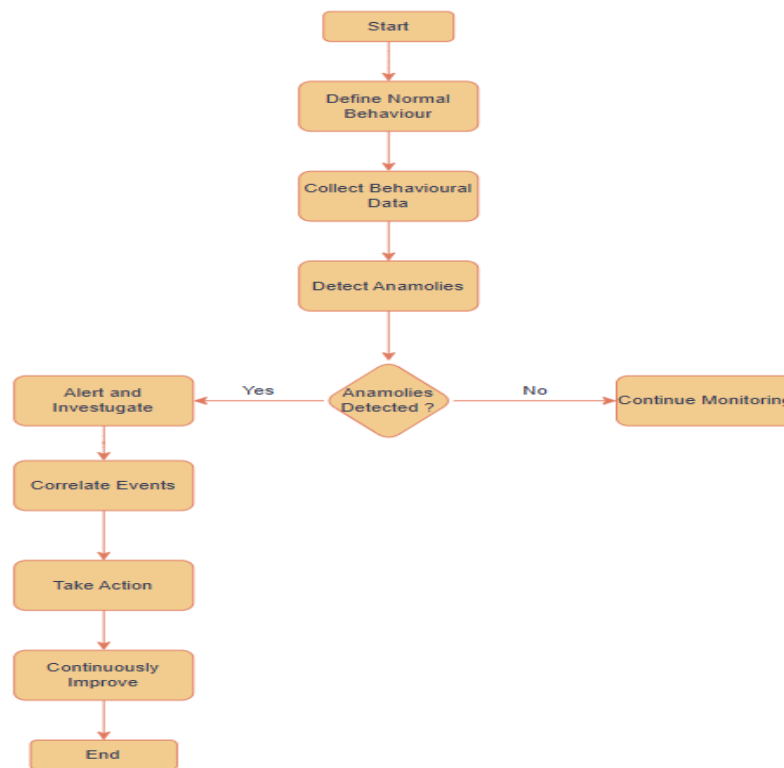 Start
Define Normal
Behaviour
Collect Behavioural
Data
Detect Anamolies
Anamolies
Detected ?
Yes
No
Alert and
Investugate
Continue Monitoring
Correlate Events
Take Action
Continuously
Improve
End